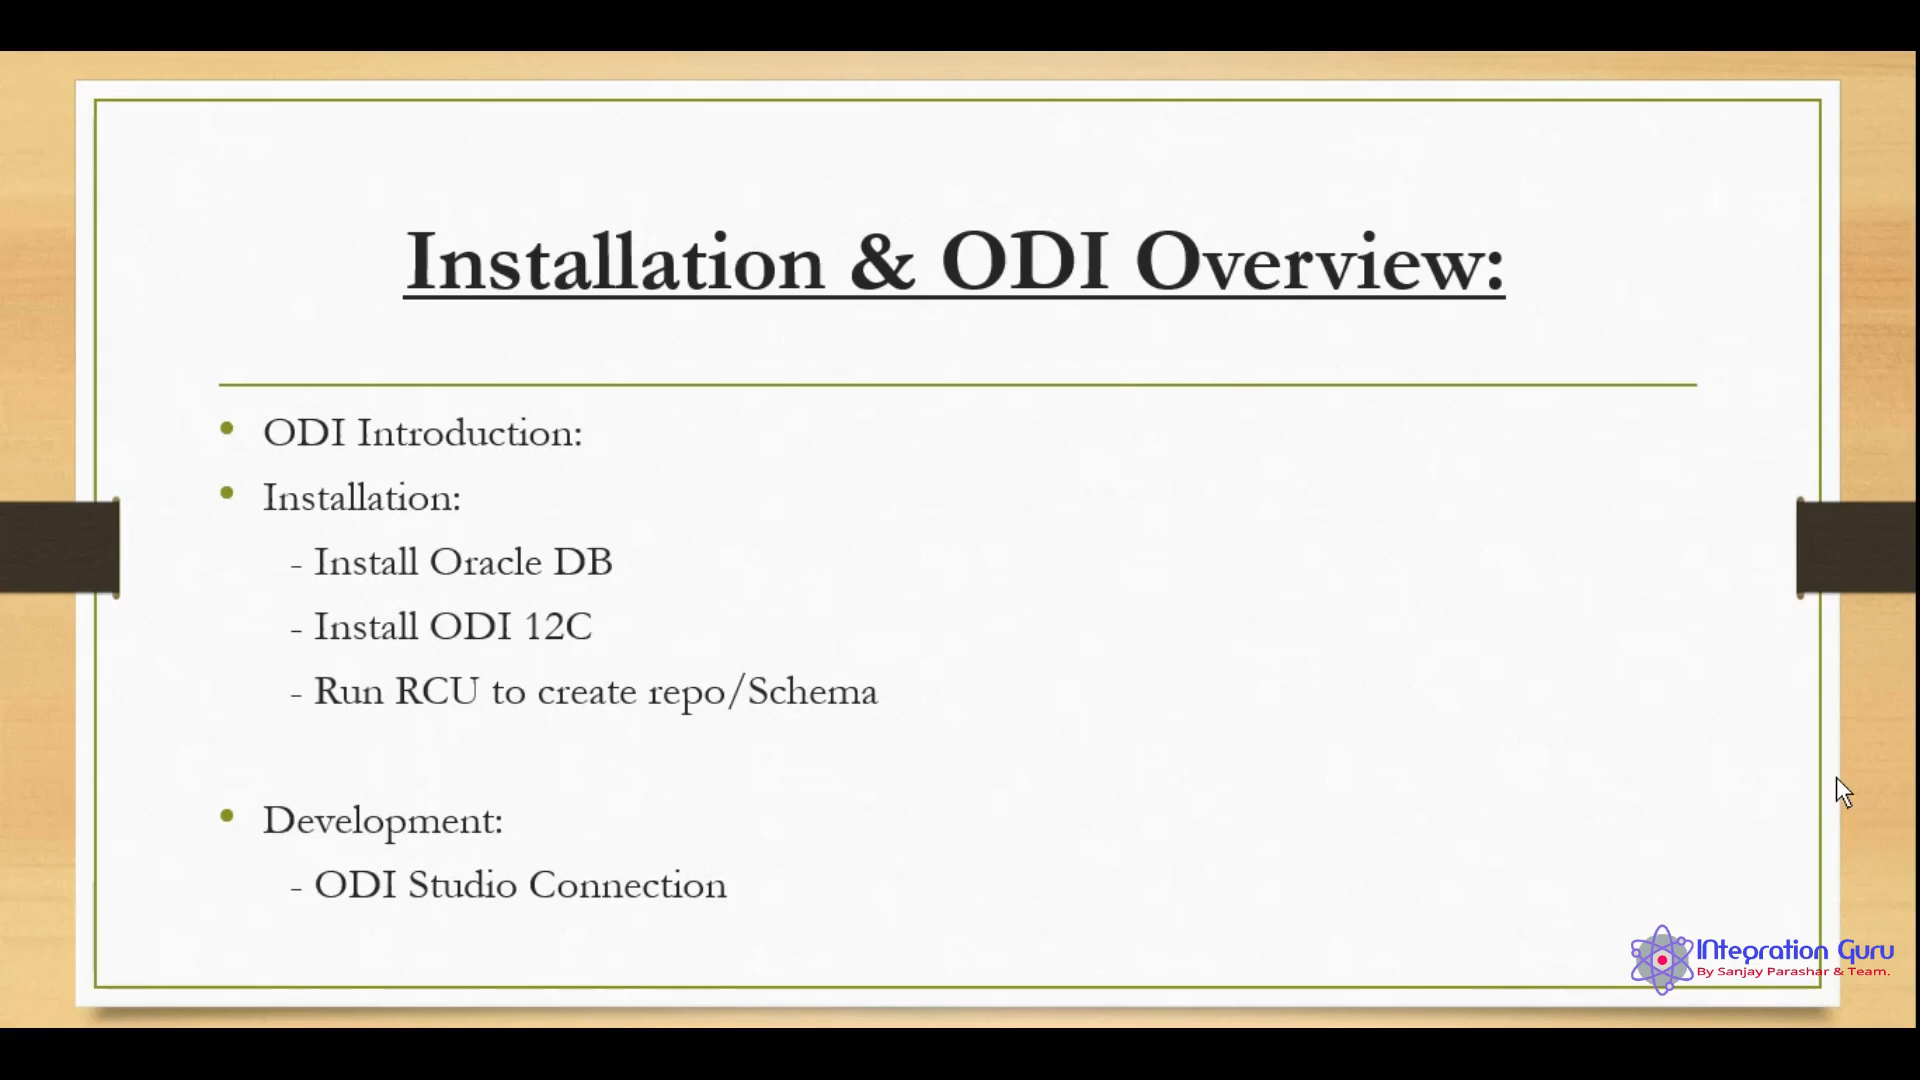 Installation & ODI Overview:
• ODI Introduction:
• Installation:
- Install Oracle DB
- Install ODI 12C
- Run RCU to create repo/Schema
• Development:
- ODI Studio Connection
Integration Guru
By Sanjay Parashar & Team.